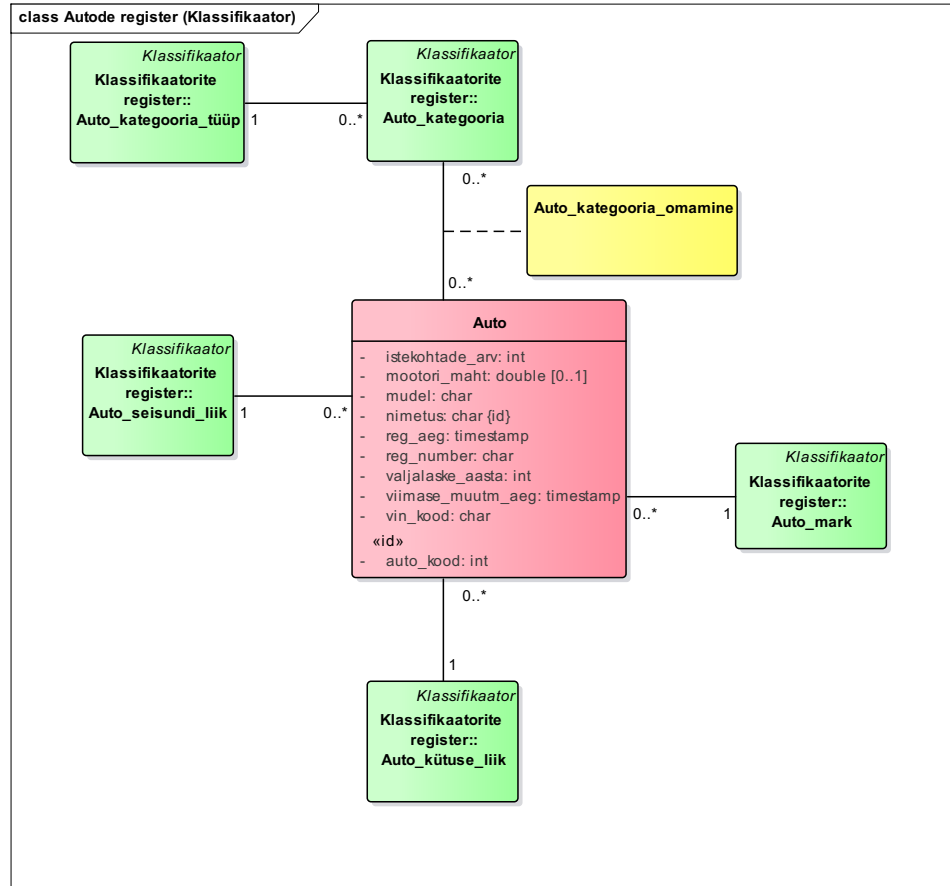 class Autode register (Klassifikaator)
Klassifikaator
Klassifikaatorite
register::
Auto_kategooria_tüüp
1
0..*
Klassifikaator
Klassifikaatorite
register::
Auto_kategooria
0..*
Auto_kategooria_omamine
0..*
Klassifikaator
Klassifikaatorite
register::
Auto_seisundi_liik
1
0..*
Auto
- istekohtade_arv: int
- mootori_maht: double [0..1]
- mudel: char
- nimetus: char {id}
- reg_aeg: timestamp
- reg_number: char
- valjalaske_aasta: int
- viimase_muutm_aeg: timestamp
- vin_kood: char
«id»
- auto_kood: int
0..*
1
Klassifikaator
Klassifikaatorite
register::
Auto_mark
0..*
1
Klassifikaator
Klassifikaatorite
register::
Auto_kütuse_liik